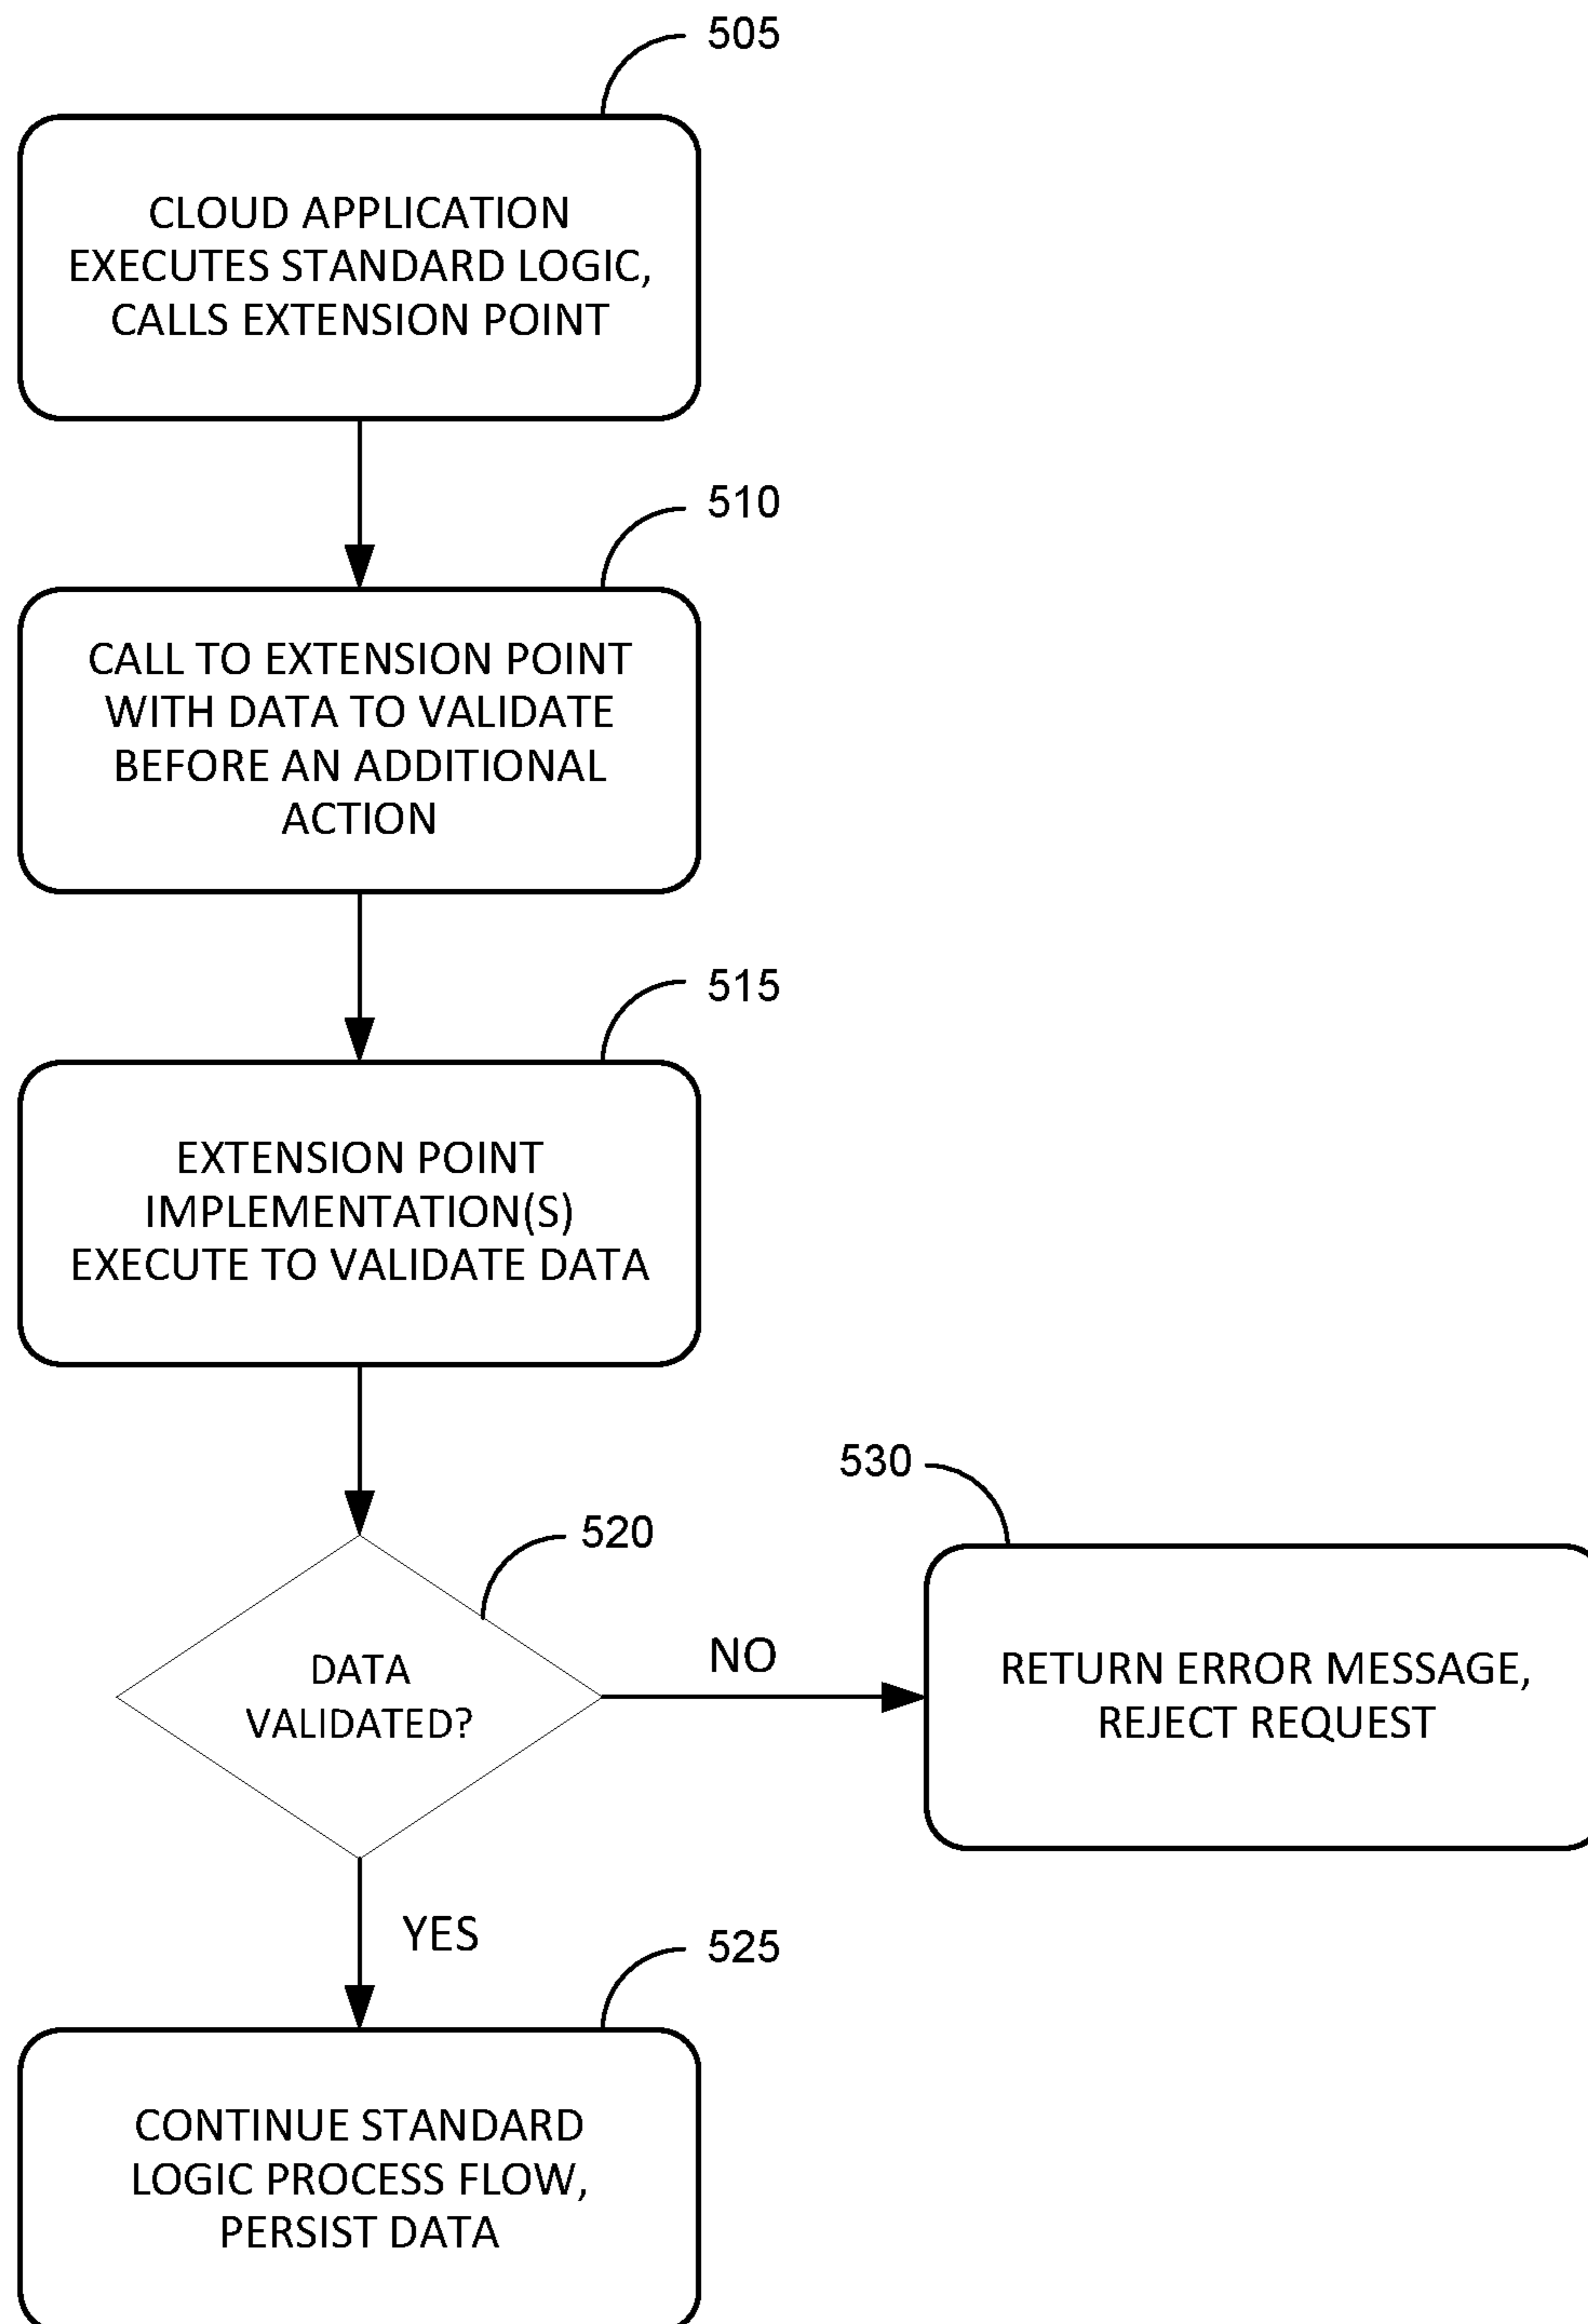 505
CLOUD APPLICATION
EXECUTES STANDARD LOGIC,
CALLS EXTENSION POINT
510
CALL TO EXTENSION POINT
WITH DATA TO VALIDATE
BEFORE AN ADDITIONAL
ACTION
515
EXTENSION POINT
IMPLEMENTATION(S)
EXECUTE TO VALIDATE DATA
520
DATA
VALIDATED?
NO
530
RETURN ERROR MESSAGE,
REJECT REQUEST
YES
525
CONTINUE STANDARD
LOGIC PROCESS FLOW,
PERSIST DATA